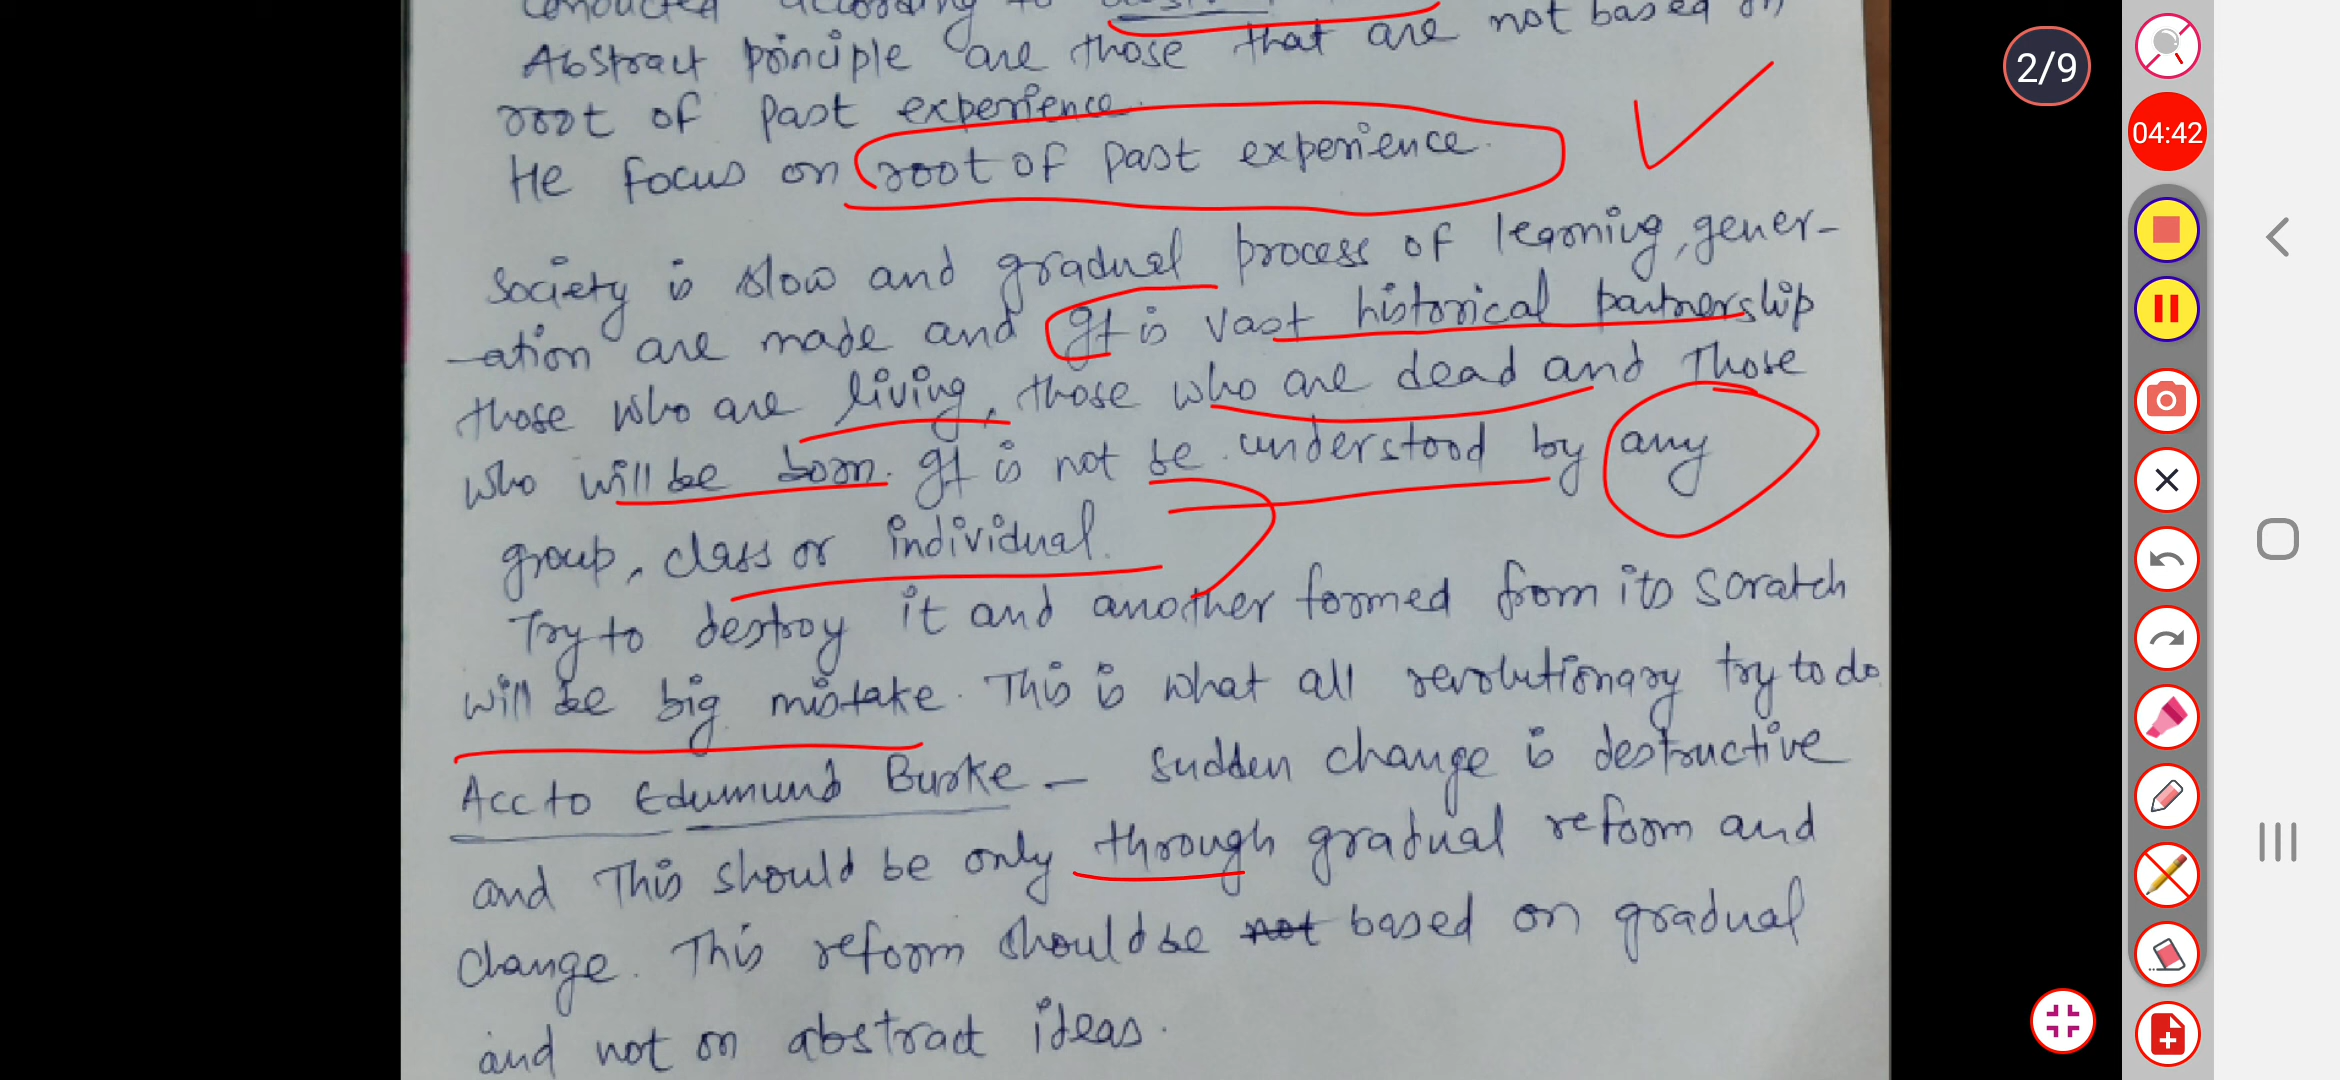 conducted according to
Abstract principle are those that are not based on
root of past experience.
He focus on root of past experience.
Society is slow and gradual process of learning, gener-
-ation are made and It is vast historical partnership
those who are living, those who are dead and Those
who will be born. It is not be understood by any
group, class or individual.
Try to destroy it and another formed from its scratch
will be big mistake. This is what all revolutionary try to do
Acc to Edumund Burke - sudden change is destructive
and This should be only through gradual reform and
change. This reform should be not based on gradual
and not on abstract ideas.
2/9
04:42